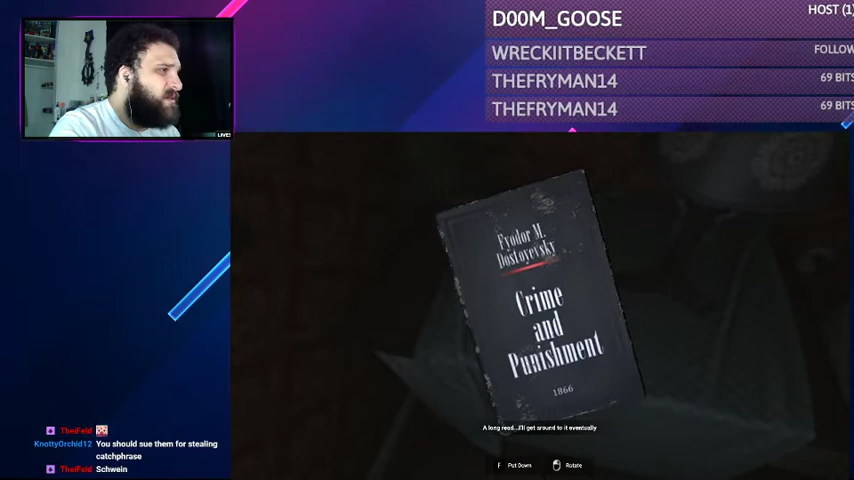 D00M_GOOSE
HOST (1)
WRECKIITBECKETT
FOLLOW
THEFRYMAN14
69 BITS
THEFRYMAN14
69 BITS
LIVE!
Fyodor M.
Dostoyevsky
Crime
and
Punishment
1866
A long read...I'll get around to it eventually
F Put Down Rotate
TheiFeld
KnottyOrchid12 You should sue them for stealing
catchphrase
TheiFeld Schwein